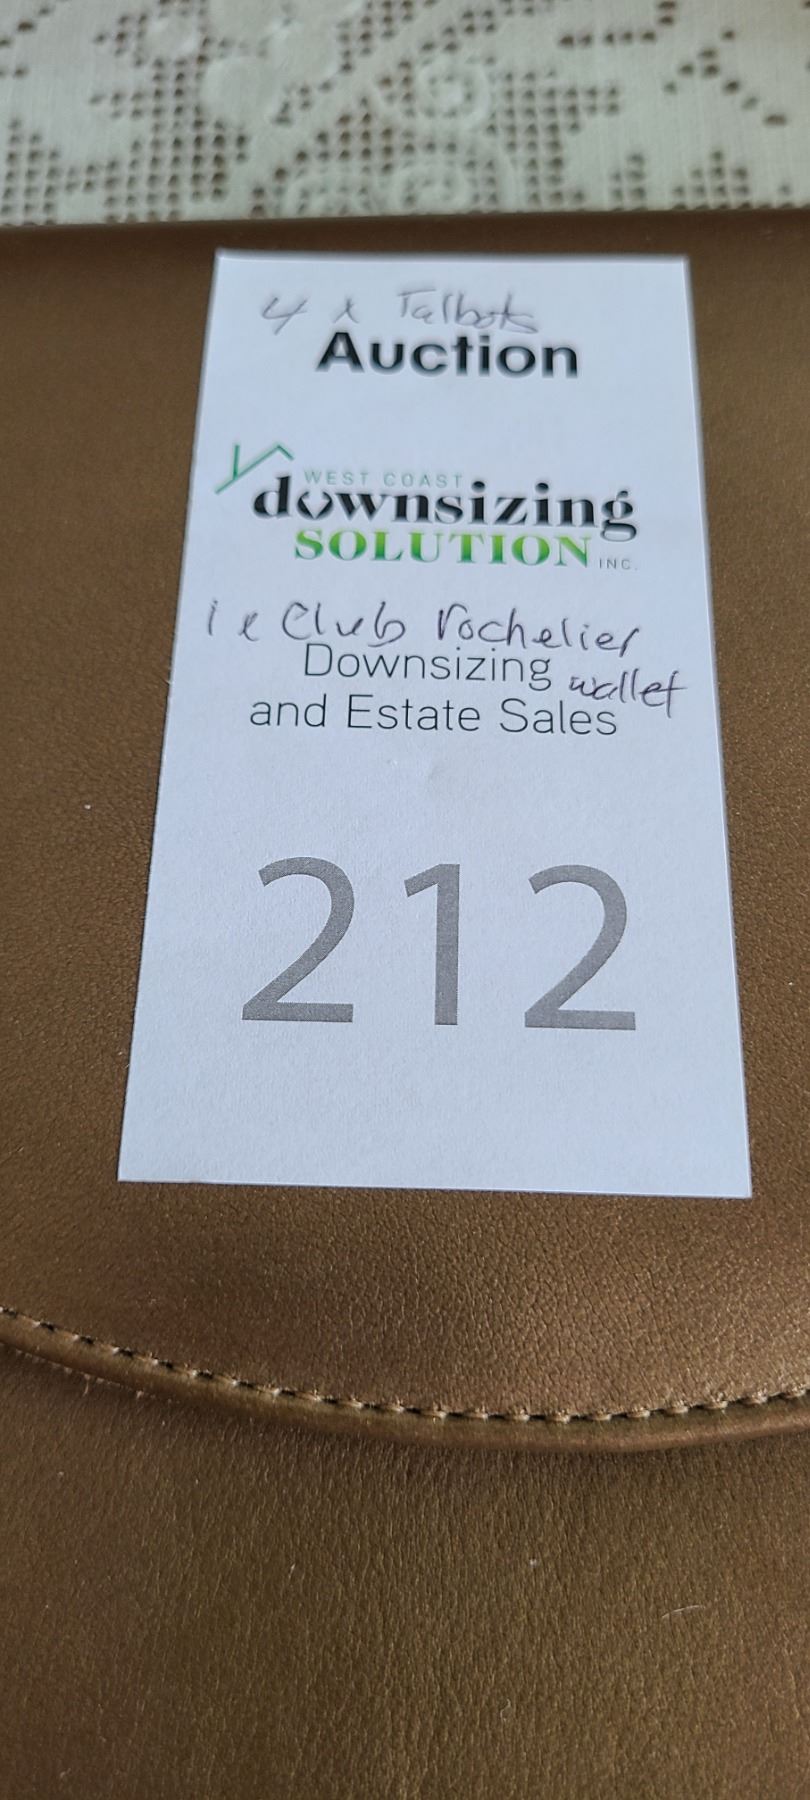 4 x Talbots
Auction
WEST COAST
downsizing
SOLUTION INC.
1 x Club rochelier
Downsizing wallet
and Estate Sales
212